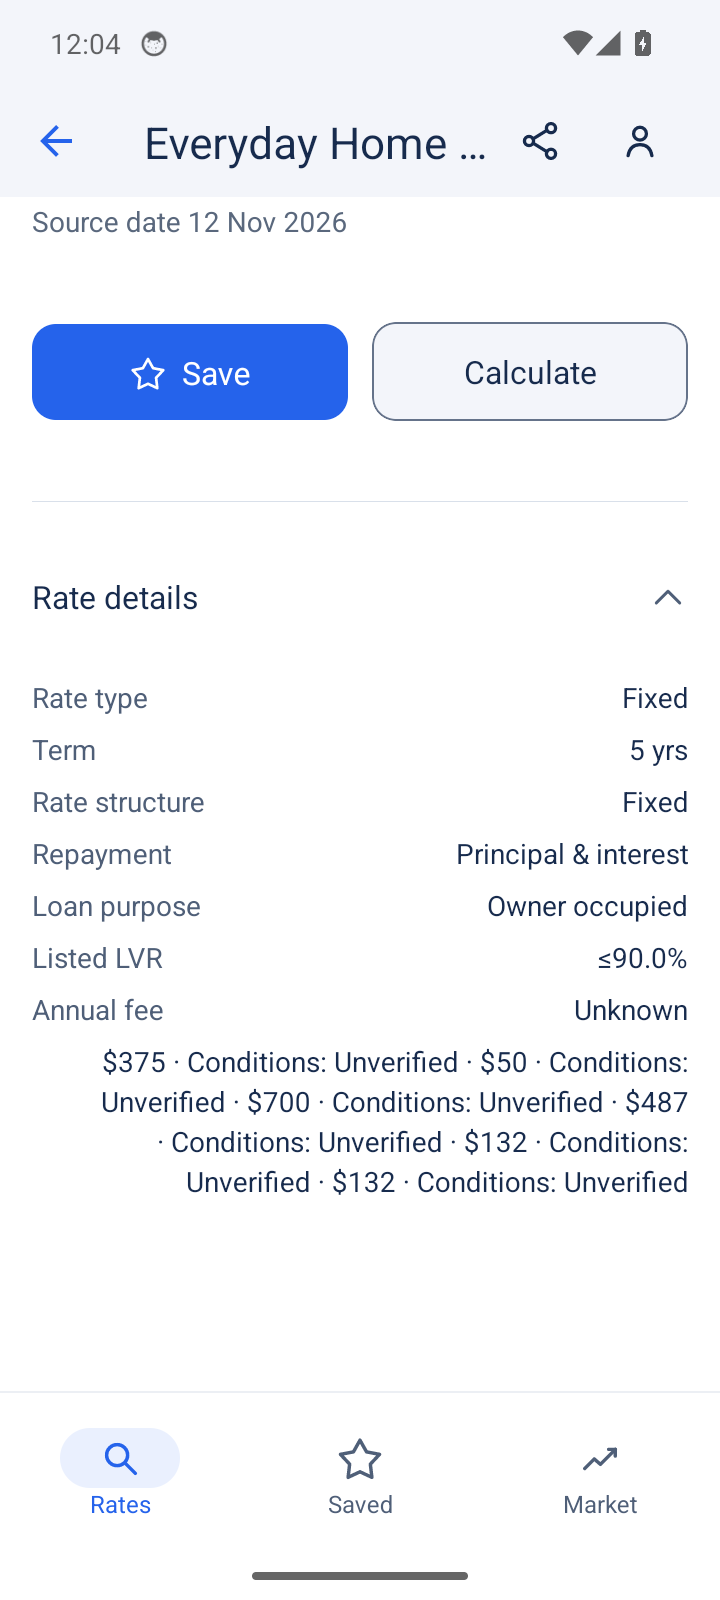 12:04
Everyday Home ...
Source date 12 Nov 2026
Save
Calculate
Rate details
Rate type Fixed
Term 5 yrs
Rate structure Fixed
Repayment Principal & interest
Loan purpose Owner occupied
Listed LVR ≤90.0%
Annual fee Unknown
$375 · Conditions: Unverified · $50 · Conditions:
Unverified · $700 · Conditions: Unverified · $487
· Conditions: Unverified · $132 · Conditions:
Unverified · $132 · Conditions: Unverified
Rates
Saved
Market